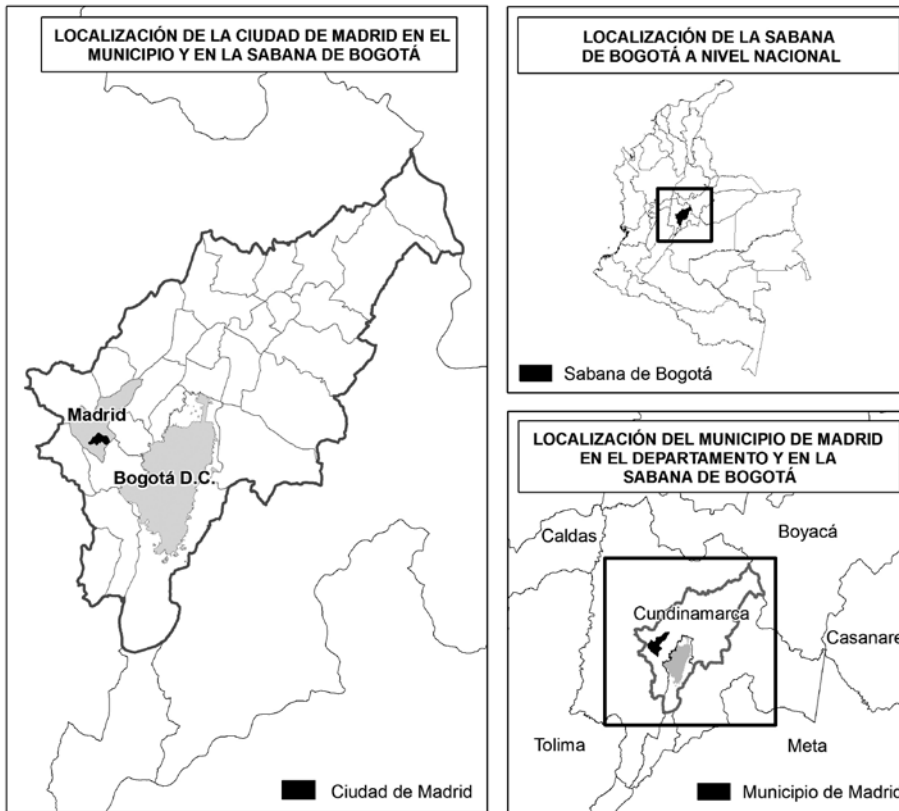 LOCALIZACIÓN DE LA CIUDAD DE MADRID EN EL
MUNICIPIO Y EN LA SABANA DE BOGOTÁ
Madrid
Bogotá D.C.
Ciudad de Madrid
LOCALIZACIÓN DE LA SABANA
DE BOGOTÁ A NIVEL NACIONAL
Sabana de Bogotá
LOCALIZACIÓN DEL MUNICIPIO DE MADRID
EN EL DEPARTAMENTO Y EN LA
SABANA DE BOGOTÁ
Caldas
Boyacá
Cundinamarca
Casanare
Tolima
Meta
Municipio de Madrid